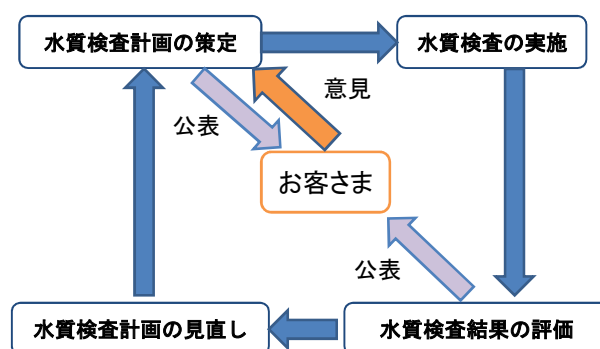 水質検査計画の策定
水質検査の実施
意見
公表
お客さま
公表
水質検査計画の見直し
水質検査結果の評価